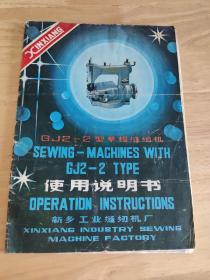 XINXIANG
GJ2-2型单线缝纫机
SEWING-MACHINES WITH
GJ2-2 TYPE
使用说明书
OPERATION INSTRUCTIONS
新乡工业缝纫机厂
XINXIANG INDUSTRY SEWING
MACHINE FACTORY